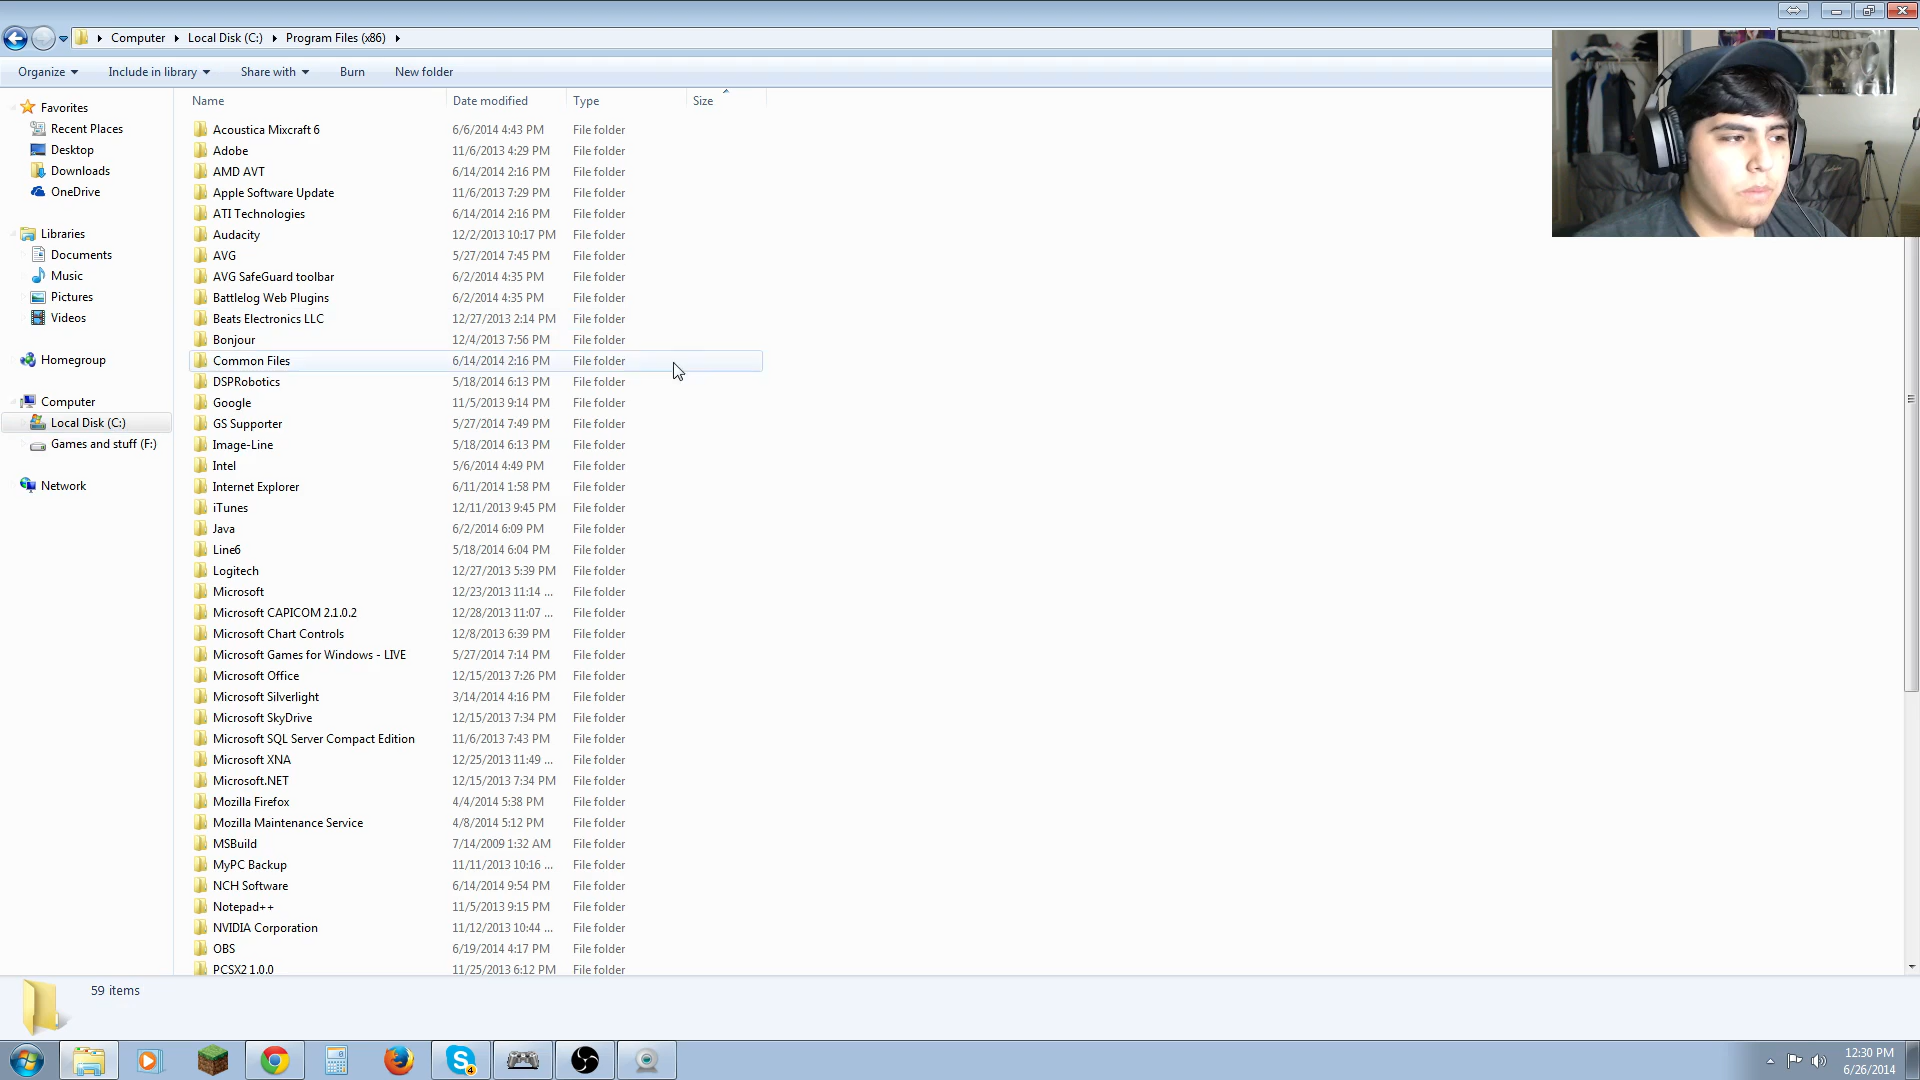 Computer Local Disk (C:) Program Files (x86)
Organize Include in library Share with Burn New folder
Name Date modified Type Size
Favorites
Recent Places
Desktop
Downloads
OneDrive
Libraries
Documents
Music
Pictures
Videos
Homegroup
Computer
Local Disk (C:)
Games and stuff (F:)
Network
Acoustica Mixcraft 6 6/6/2014 4:43 PM File folder
Adobe 11/6/2013 4:29 PM File folder
AMD AVT 6/14/2014 2:16 PM File folder
Apple Software Update 11/6/2013 7:29 PM File folder
ATI Technologies 6/14/2014 2:16 PM File folder
Audacity 12/2/2013 10:17 PM File folder
AVG 5/27/2014 7:45 PM File folder
AVG SafeGuard toolbar 6/2/2014 4:35 PM File folder
Battlelog Web Plugins 6/2/2014 4:35 PM File folder
Beats Electronics LLC 12/27/2013 2:14 PM File folder
Bonjour 12/4/2013 7:56 PM File folder
Common Files 6/14/2014 2:16 PM File folder
DSPRobotics 5/18/2014 6:13 PM File folder
Google 11/5/2013 9:14 PM File folder
GS Supporter 5/27/2014 7:49 PM File folder
Image-Line 5/18/2014 6:13 PM File folder
Intel 5/6/2014 4:49 PM File folder
Internet Explorer 6/11/2014 1:58 PM File folder
iTunes 12/11/2013 9:45 PM File folder
Java 6/2/2014 6:09 PM File folder
Line6 5/18/2014 6:04 PM File folder
Logitech 12/27/2013 5:39 PM File folder
Microsoft 12/23/2013 11:14 ... File folder
Microsoft CAPICOM 2.1.0.2 12/28/2013 11:07 ... File folder
Microsoft Chart Controls 12/8/2013 6:39 PM File folder
Microsoft Games for Windows - LIVE 5/27/2014 7:14 PM File folder
Microsoft Office 12/15/2013 7:26 PM File folder
Microsoft Silverlight 3/14/2014 4:16 PM File folder
Microsoft SkyDrive 12/15/2013 7:34 PM File folder
Microsoft SQL Server Compact Edition 11/6/2013 7:43 PM File folder
Microsoft XNA 12/25/2013 11:49 ... File folder
Microsoft.NET 12/15/2013 7:34 PM File folder
Mozilla Firefox 4/4/2014 5:38 PM File folder
Mozilla Maintenance Service 4/8/2014 5:12 PM File folder
MSBuild 7/14/2009 1:32 AM File folder
MyPC Backup 11/11/2013 10:16 ... File folder
NCH Software 6/14/2014 9:54 PM File folder
Notepad++ 11/5/2013 9:15 PM File folder
NVIDIA Corporation 11/12/2013 10:44 ... File folder
OBS 6/19/2014 4:17 PM File folder
PCSX2 1.0.0 11/25/2013 6:12 PM File folder
59 items
4
12:30 PM
6/26/2014